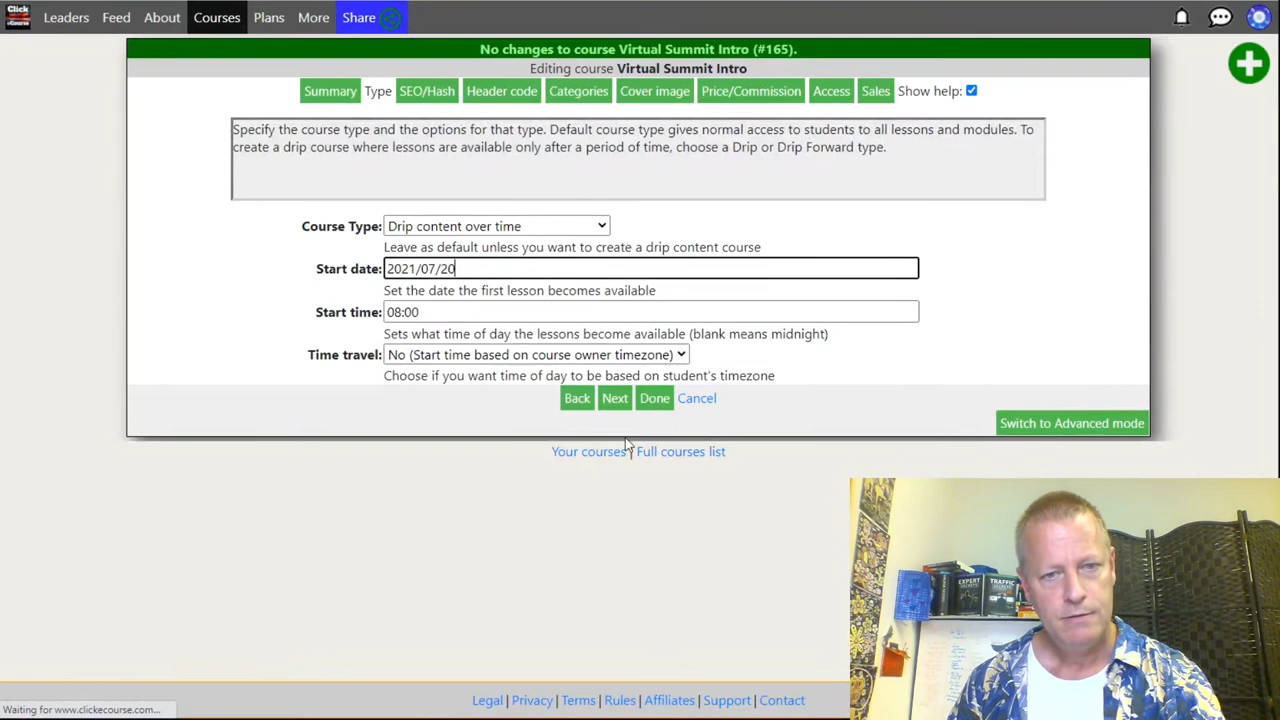 Click
eCourse
Leaders Feed About Courses Plans More Share
No changes to course Virtual Summit Intro (#165).
Editing course Virtual Summit Intro
Summary Type SEO/Hash Header code Categories Cover image Price/Commission Access Sales Show help:
Specify the course type and the options for that type. Default course type gives normal access to students to all lessons and modules. To
create a drip course where lessons are available only after a period of time, choose a Drip or Drip Forward type.
Course Type: Drip content over time
Leave as default unless you want to create a drip content course
Start date: 2021/07/20
Set the date the first lesson becomes available
Start time: 08:00
Sets what time of day the lessons become available (blank means midnight)
Time travel: No (Start time based on course owner timezone)
Choose if you want time of day to be based on student's timezone
Back Next Done Cancel
Switch to Advanced mode
Your courses | Full courses list
EXPERT
SECRETS
TRAFFIC
SECRETS
Legal | Privacy | Terms | Rules | Affiliates | Support | Contact
Waiting for www.clickecourse.com...